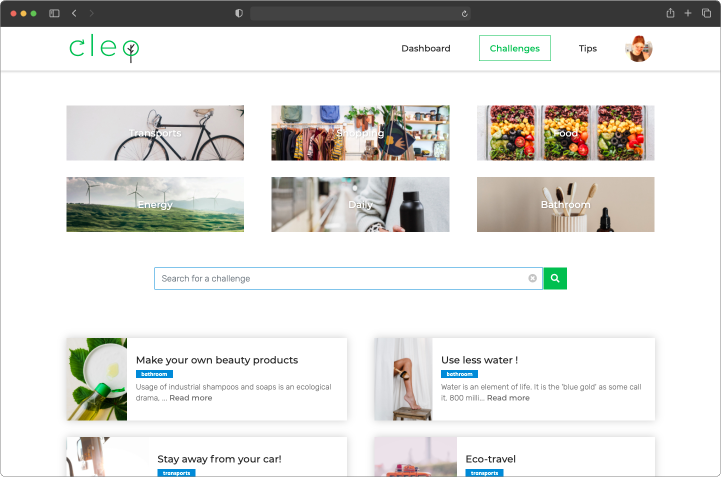 cleo
Dashboard
Challenges
Tips
Transports
Shopping
Food
Energy
Daily
Bathroom
Search for a challenge
Make your own beauty products
bathroom
Usage of industrial shampoos and soaps is an ecological
drama, ... Read more
Use less water !
bathroom
Water is an element of life. It is the 'blue gold' as some call
it. 800 milli... Read more
Stay away from your car!
transports
Eco-travel
transports